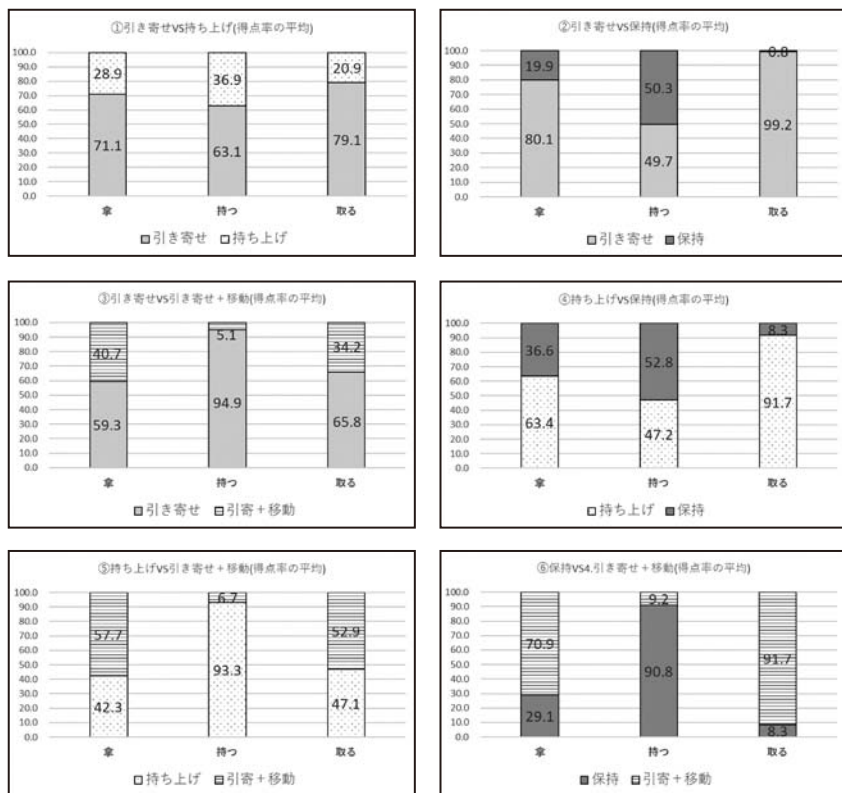 ①引き寄せVS持ち上げ(得点率の平均)
100.0
90.0
80.0
70.0
60.0
50.0
40.0
30.0
20.0
10.0
0.0
28.9
36.9
20.9
71.1
63.1
79.1
傘
持つ
取る
引き寄せ
持ち上げ
②引き寄せVS保持(得点率の平均)
100.0
90.0
80.0
70.0
60.0
50.0
40.0
30.0
20.0
10.0
0.0
19.9
50.3
0.8
80.1
49.7
99.2
傘
持つ
取る
引き寄せ
保持
③引き寄せVS引き寄せ+移動(得点率の平均)
100.0
90.0
80.0
70.0
60.0
50.0
40.0
30.0
20.0
10.0
0.0
40.7
5.1
34.2
59.3
94.9
65.8
傘
持つ
取る
引き寄せ
引寄+移動
④持ち上げVS保持(得点率の平均)
100.0
90.0
80.0
70.0
60.0
50.0
40.0
30.0
20.0
10.0
0.0
36.6
52.8
8.3
63.4
47.2
91.7
傘
持つ
取る
持ち上げ
保持
⑤持ち上げVS引き寄せ+移動(得点率の平均)
100.0
90.0
80.0
70.0
60.0
50.0
40.0
30.0
20.0
10.0
0.0
57.7
6.7
52.9
42.3
93.3
47.1
傘
持つ
取る
持ち上げ
引寄+移動
⑥保持VS4.引き寄せ+移動(得点率の平均)
100.0
90.0
80.0
70.0
60.0
50.0
40.0
30.0
20.0
10.0
0.0
70.9
9.2
91.7
29.1
90.8
8.3
傘
持つ
取る
保持
引寄+移動